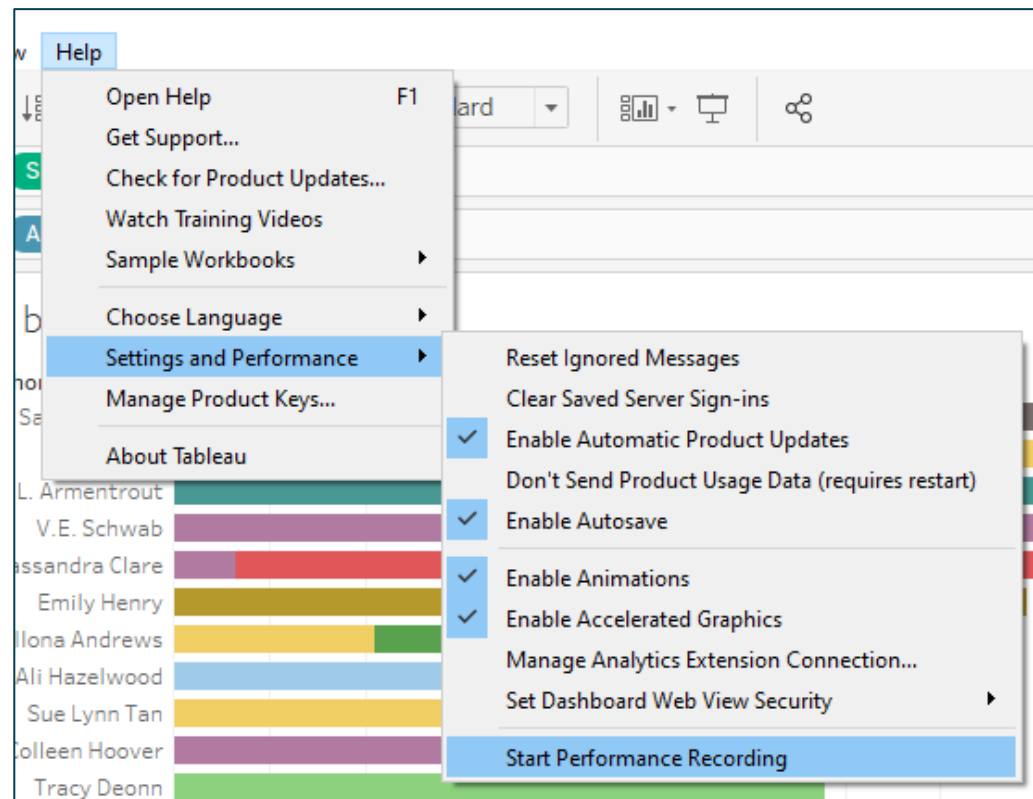 w Help
Open Help F1
Get Support...
Check for Product Updates...
Watch Training Videos
Sample Workbooks
Choose Language
Settings and Performance
Manage Product Keys...
About Tableau
Reset Ignored Messages
Clear Saved Server Sign-ins
Enable Automatic Product Updates
Don't Send Product Usage Data (requires restart)
Enable Autosave
Enable Animations
Enable Accelerated Graphics
Manage Analytics Extension Connection...
Set Dashboard Web View Security
Start Performance Recording
ard
S
A
b
Sa
L. Armentrout
V.E. Schwab
assandra Clare
Emily Henry
llona Andrews
Ali Hazelwood
Sue Lynn Tan
Colleen Hoover
Tracy Deonn